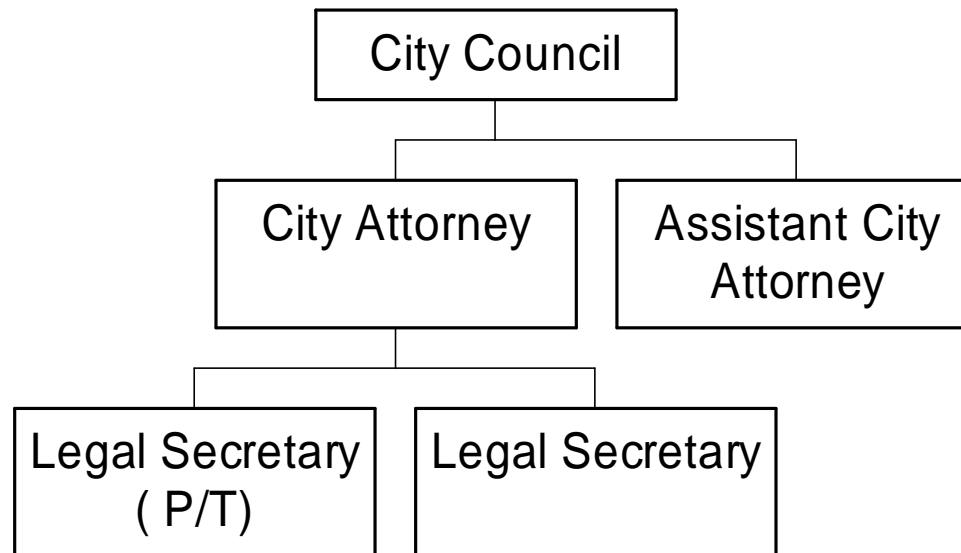 City Council
City Attorney
Assistant City
Attorney
Legal Secretary
( P/T)
Legal Secretary